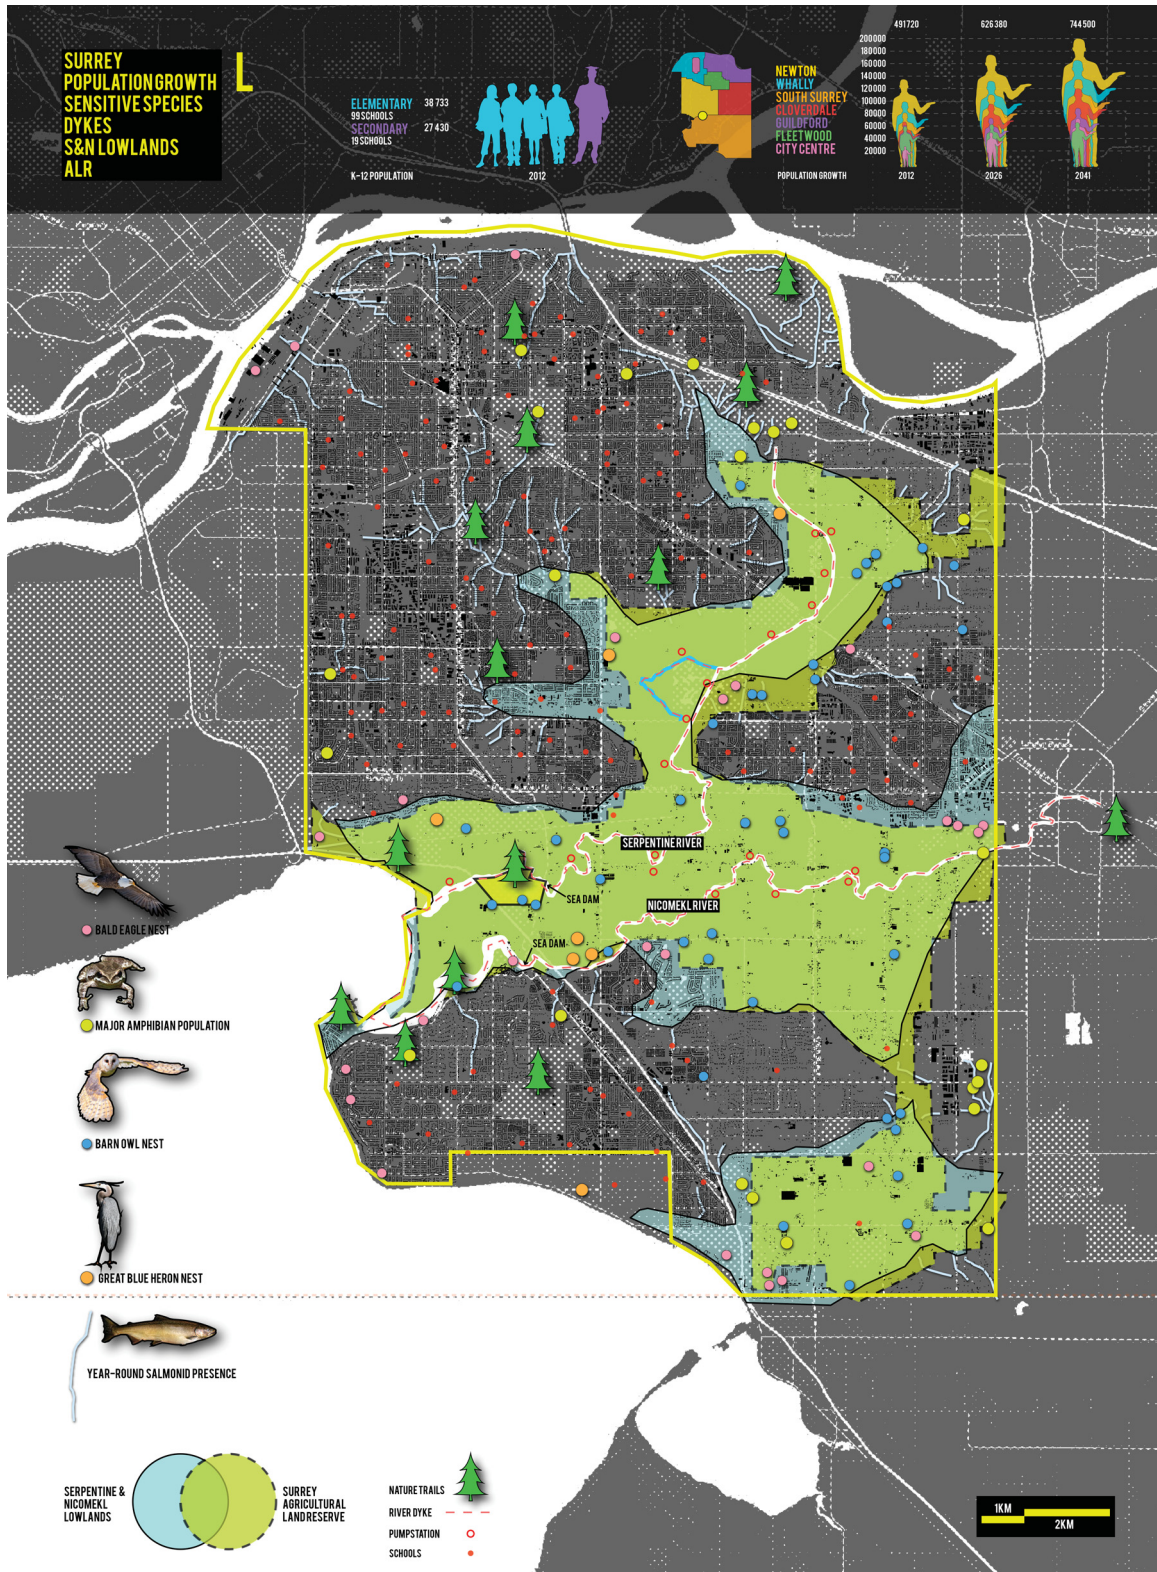 SURREY
POPULATION GROWTH
SENSITIVE SPECIES
DYKES
S&N LOWLANDS
ALR
L
ELEMENTARY 38 733
99 SCHOOLS
SECONDARY 27 430
19 SCHOOLS
K-12 POPULATION 2012
NEWTON
WHALLY
SOUTH SURREY
CLOVERDALE
GUILDFORD
FLEETWOOD
CITY CENTRE
POPULATION GROWTH
491720 626380 744500
200000
180000
160000
140000
120000
100000
80000
60000
40000
20000
2012 2026 2041
SERPENTINE RIVER
SEA DAM
NICOMEKL RIVER
SEA DAM
BALD EAGLE NEST
MAJOR AMPHIBIAN POPULATION
BARN OWL NEST
GREAT BLUE HERON NEST
YEAR-ROUND SALMONID PRESENCE
SERPENTINE &
NICOMEKL
LOWLANDS
SURREY
AGRICULTURAL
LAND RESERVE
NATURE TRAILS
RIVER DYKE
PUMPSTATION
SCHOOLS
1KM
2KM